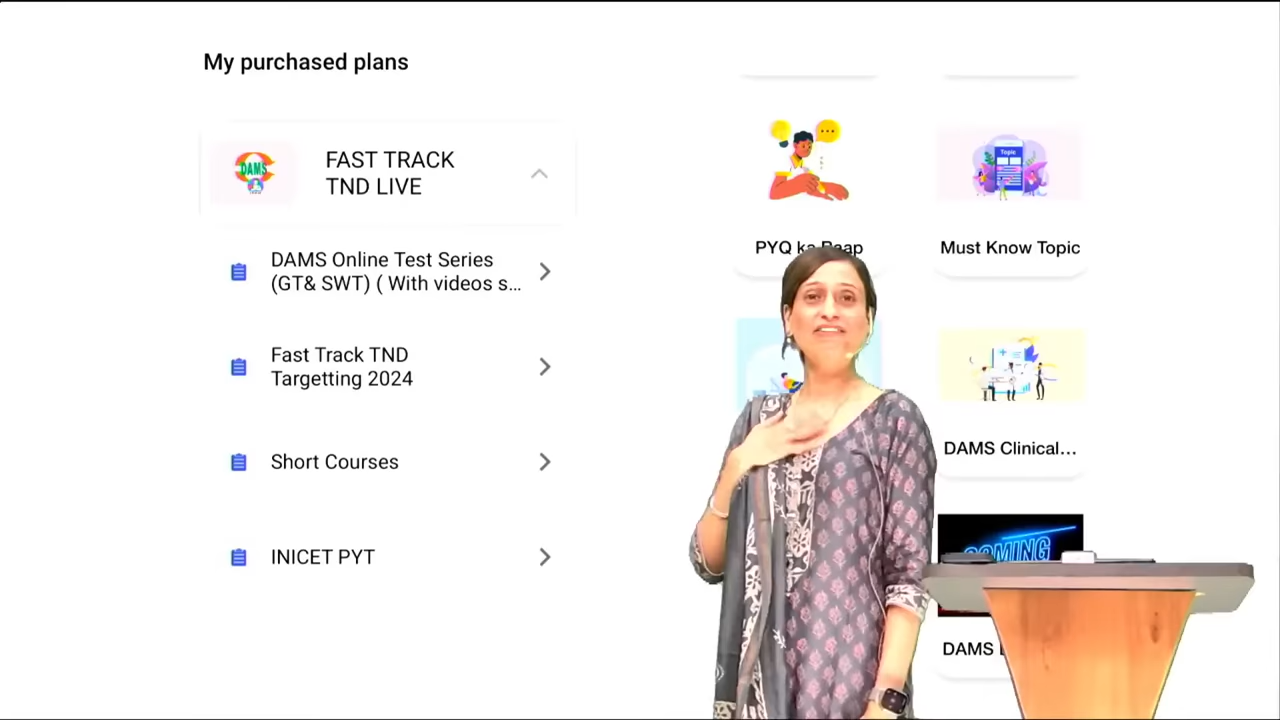 My purchased plans
DAMS
FAST TRACK
TND LIVE
DAMS Online Test Series
(GT& SWT) ( With videos s...
Fast Track TND
Targetting 2024
Short Courses
INICET PYT
PYQ ka Baap
Must Know Topic
Topic
DAMS Clinical...
COMING
DAMS